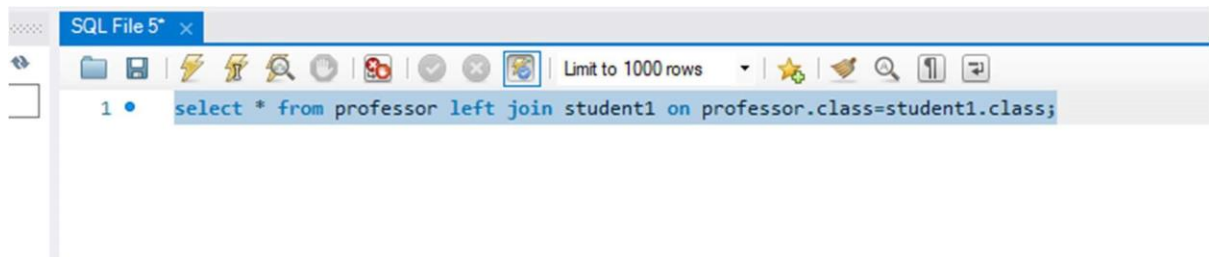 SQL File 5*
Limit to 1000 rows
1 select * from professor left join student1 on professor.class=student1.class;